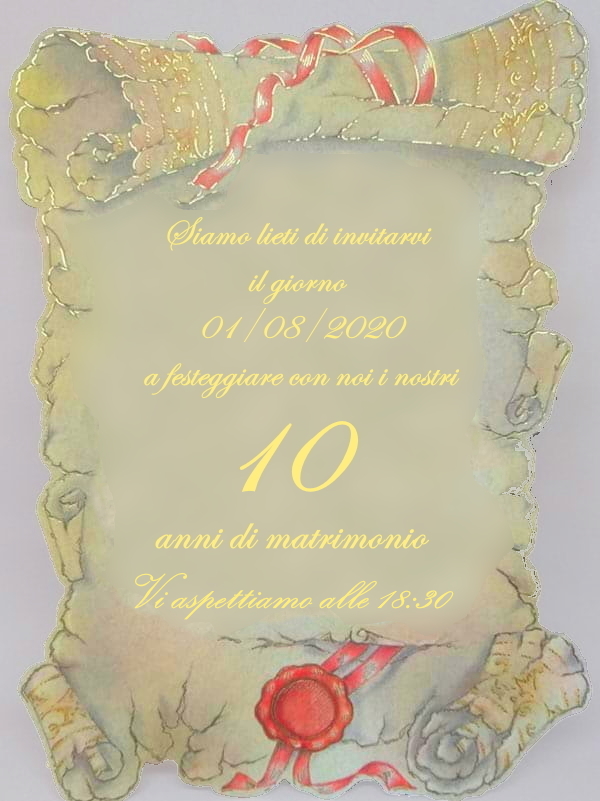 Siamo lieti di invitarvi
il giorno
01/08/2020
a festeggiare con noi i nostri
10
anni di matrimonio
Vi aspettiamo alle 18:30